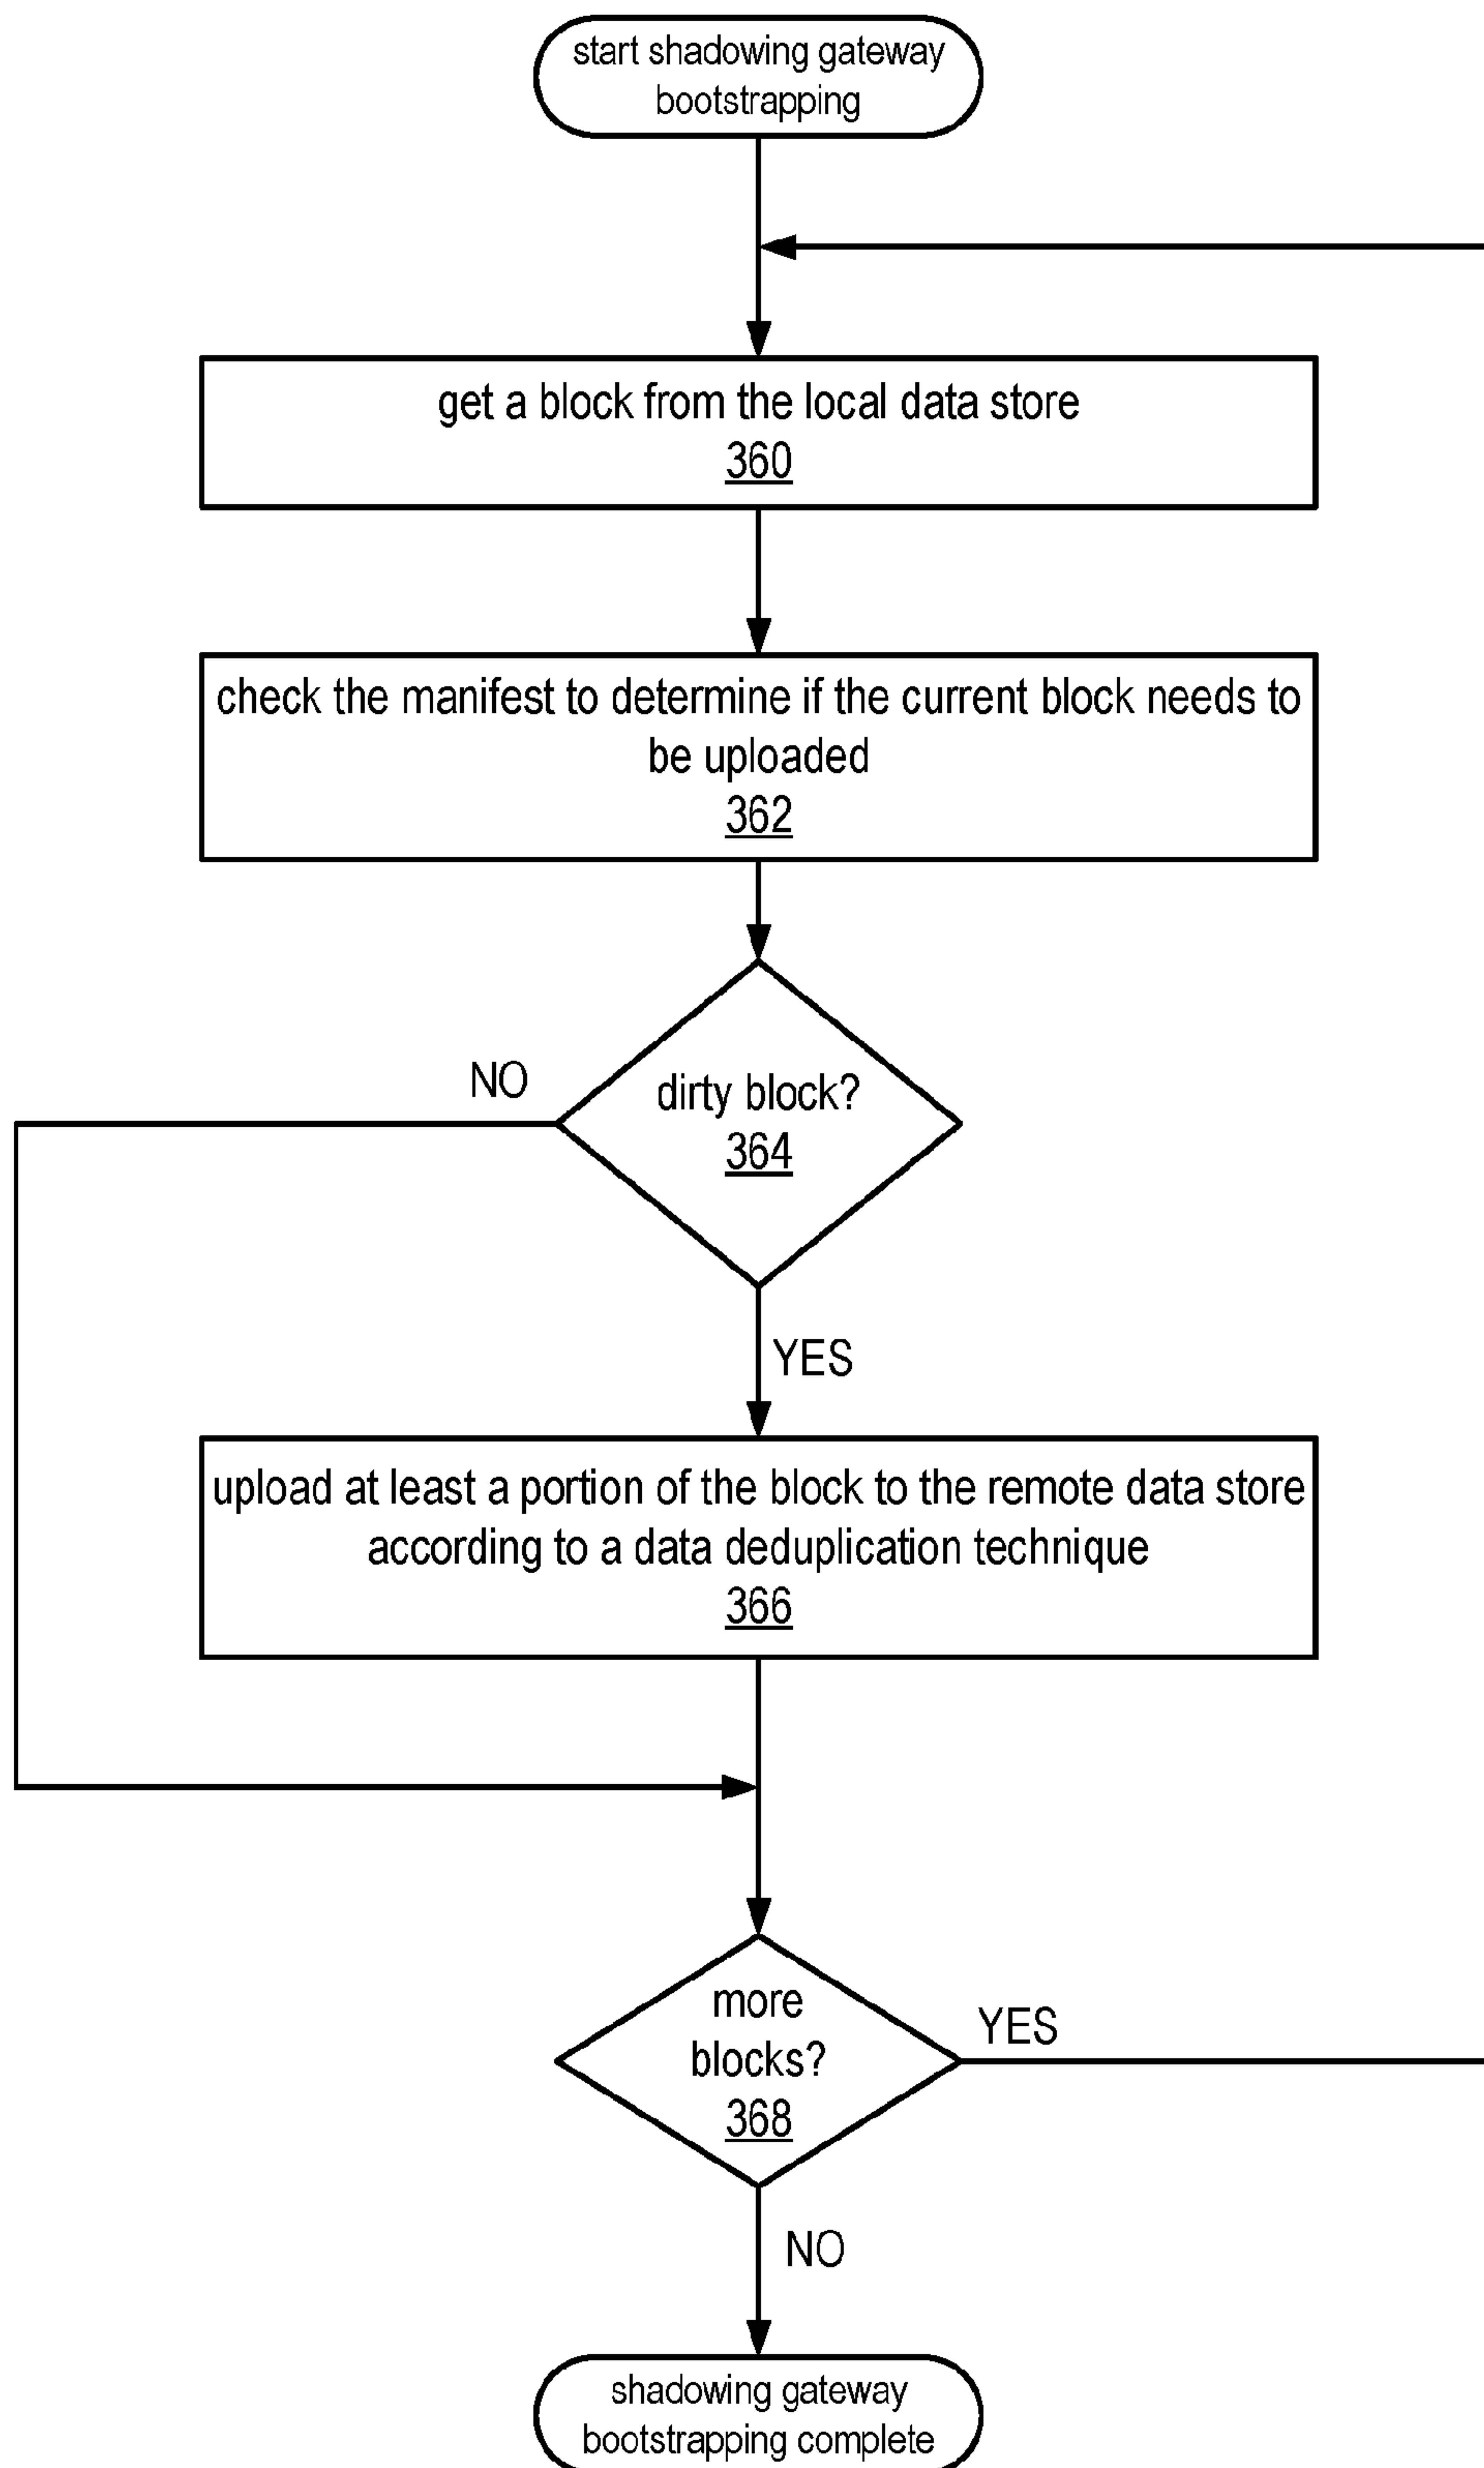 start shadowing gateway
bootstrapping
get a block from the local data store
360
check the manifest to determine if the current block needs to
be uploaded
362
dirty block?
364
NO
YES
upload at least a portion of the block to the remote data store
according to a data deduplication technique
366
more
blocks?
368
YES
NO
shadowing gateway
bootstrapping complete